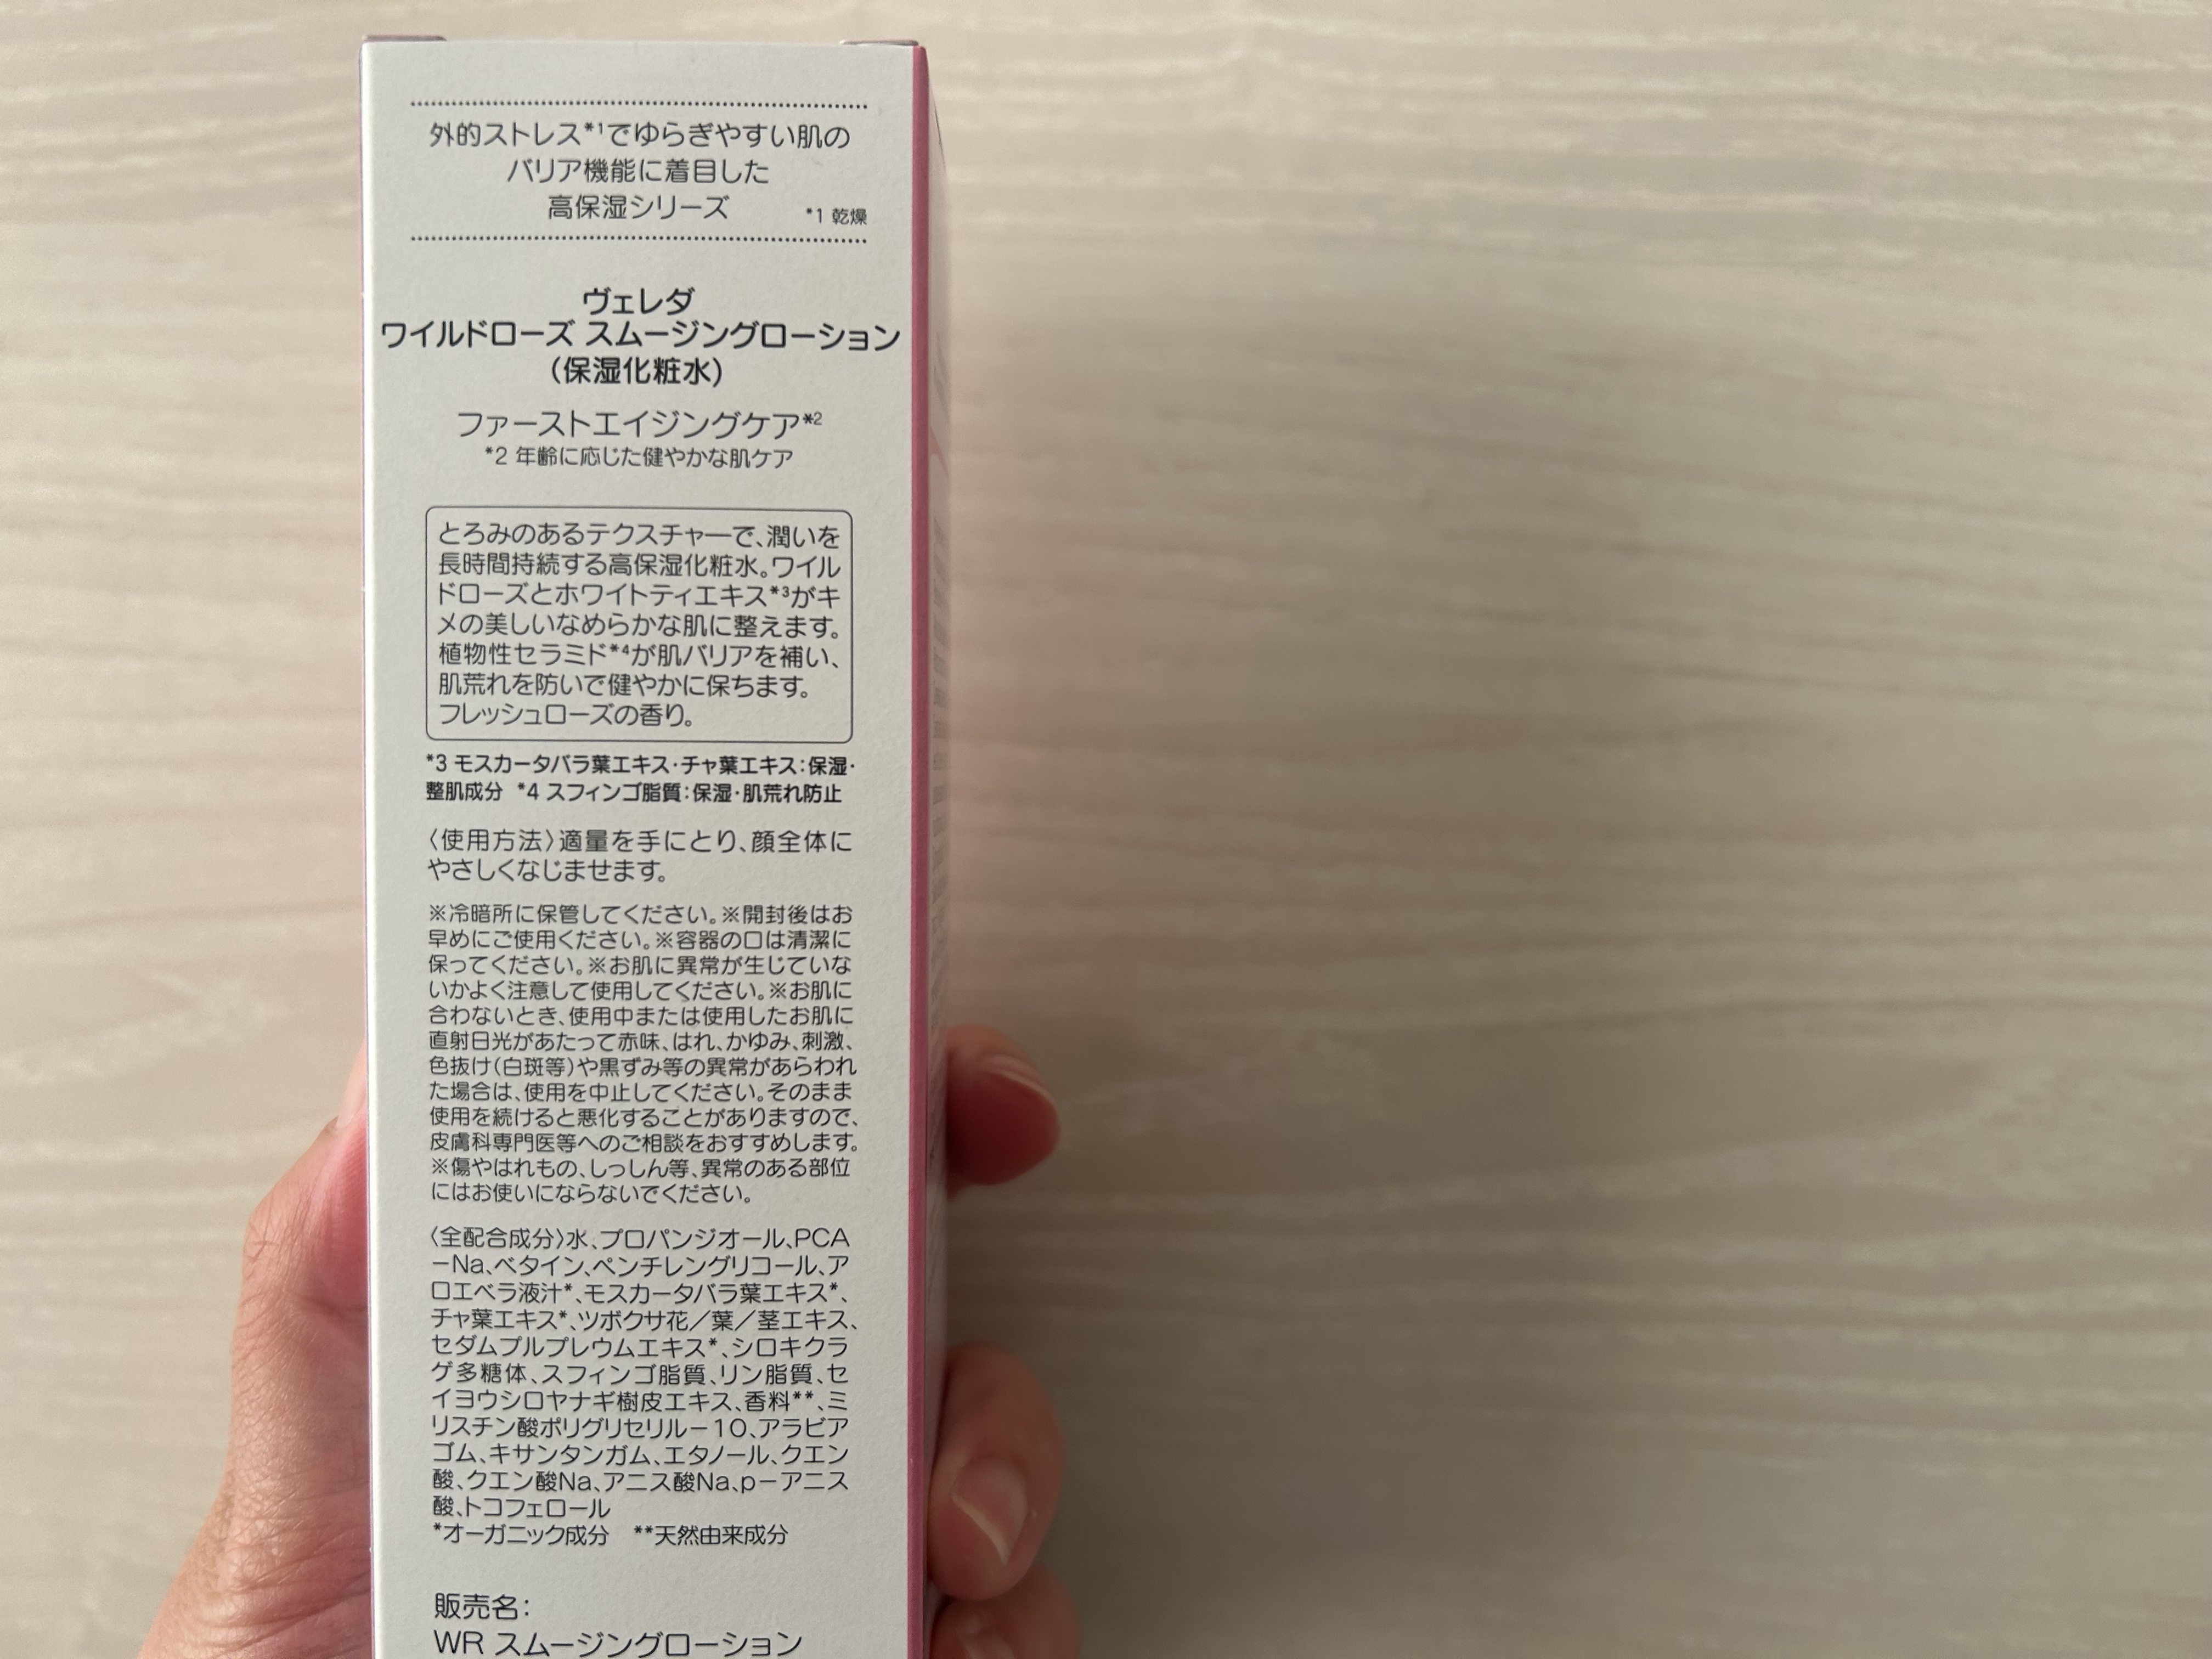 外的ストレス*1でゆらぎやすい肌の
バリア機能に着目した
高保湿シリーズ
*1 乾燥
ヴェレダ
ワイルドローズ スムージングローション
(保湿化粧水)
ファーストエイジングケア*2
*2 年齢に応じた健やかな肌ケア
とろみのあるテクスチャーで、潤いを
長時間持続する高保湿化粧水。ワイル
ドローズとホワイトティエキス*3がキ
メの美しいなめらかな肌に整えます。
植物性セラミド*4が肌バリアを補い、
肌荒れを防いで健やかに保ちます。
フレッシュローズの香り。
*3 モスカータバラ葉エキス・チャ葉エキス:保湿・
整肌成分 *4 スフィンゴ脂質:保湿・肌荒れ防止
〈使用方法〉適量を手にとり、顔全体に
やさしくなじませます。
※冷暗所に保管してください。※開封後はお
早めにご使用ください。※容器の口は清潔に
保ってください。※お肌に異常が生じていな
いかよく注意して使用してください。※お肌に
合わないとき、使用中または使用したお肌に
直射日光があたって赤味、はれ、かゆみ、刺激、
色抜け(白斑等)や黒ずみ等の異常があらわれ
た場合は、使用を中止してください。そのまま
使用を続けると悪化することがありますので、
皮膚科専門医等へのご相談をおすすめします。
※傷やはれもの、しっしん等、異常のある部位
にはお使いにならないでください。
〈全配合成分〉水、プロパンジオール、PCA
－Na、ベタイン、ペンチレングリコール、ア
ロエベラ液汁*、モスカータバラ葉エキス*、
チャ葉エキス*、ツボクサ花／葉／茎エキス、
セダムプルプレウムエキス*、シロキクラ
ゲ多糖体、スフィンゴ脂質、リン脂質、セ
イヨウシロヤナギ樹皮エキス、香料**、ミ
リスチン酸ポリグリセリル－10、アラビア
ゴム、キサンタンガム、エタノール、クエン
酸、クエン酸Na、アニス酸Na、p－アニス
酸、トコフェロール
*オーガニック成分 **天然由来成分
販売名:
WR スムージングローション